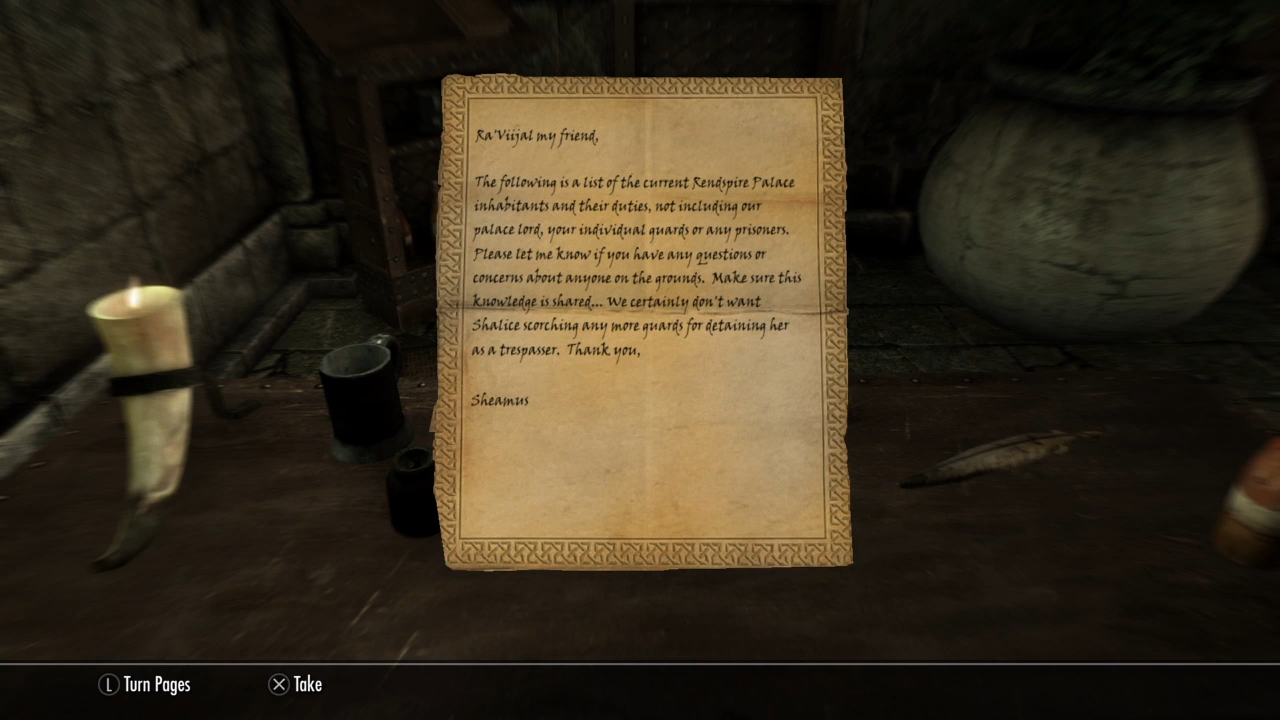 Ra'Viijal my friend,
The following is a list of the current Rendspire Palace
inhabitants and their duties, not including our
palace lord, your individual guards or any prisoners.
Please let me know if you have any questions or
concerns about anyone on the grounds.  Make sure this
knowledge is shared... We certainly don't want
Shalice scorching any more guards for detaining her
as a trespasser.  Thank you,
Sheamus
L Turn Pages
X Take